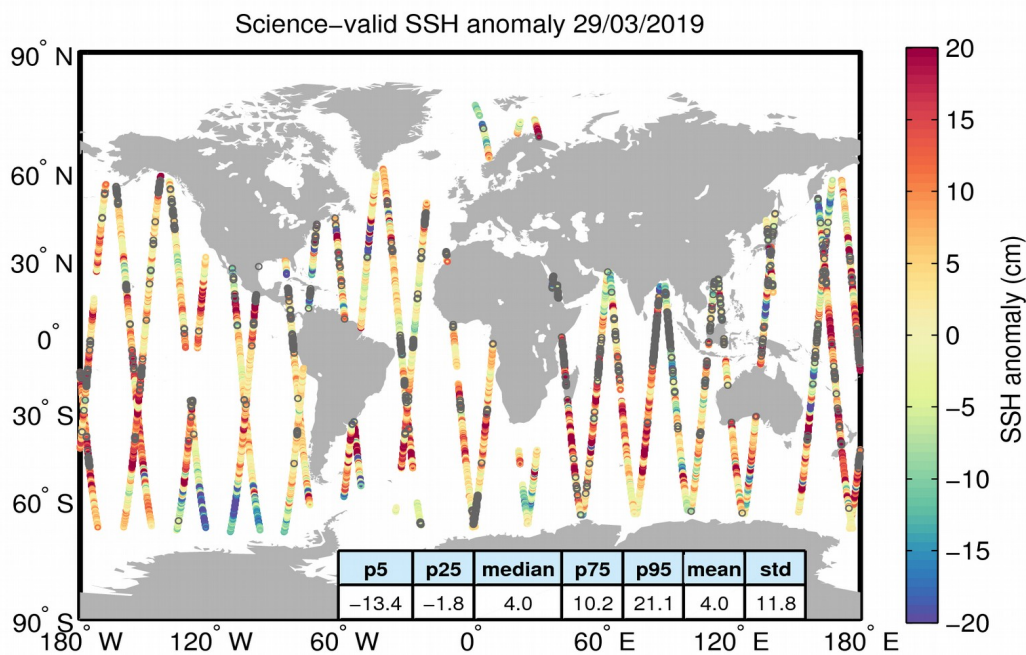 Science−valid SSH anomaly 29/03/2019
90° N
60° N
30° N
0°
30° S
60° S
90° S
180° W
120° W
60° W
0°
60° E
120° E
180° E
p5 p25 median p75 p95 mean std
−13.4 −1.8 4.0 10.2 21.1 4.0 11.8
20
15
10
5
0
−5
−10
−15
−20
SSH anomaly (cm)